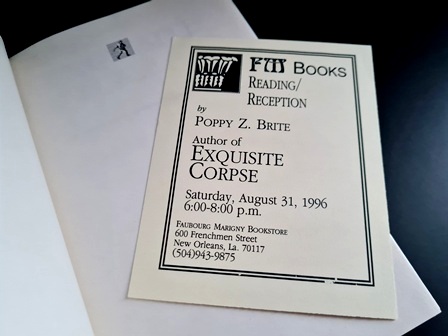 FM BOOKS
READING/
RECEPTION
by
POPPY Z. BRITE
Author of
EXQUISITE
CORPSE
Saturday, August 31, 1996
6:00-8:00 p.m.
FAUBOURG MARIGNY BOOKSTORE
600 Frenchmen Street
New Orleans, La. 70117
(504)943-9875